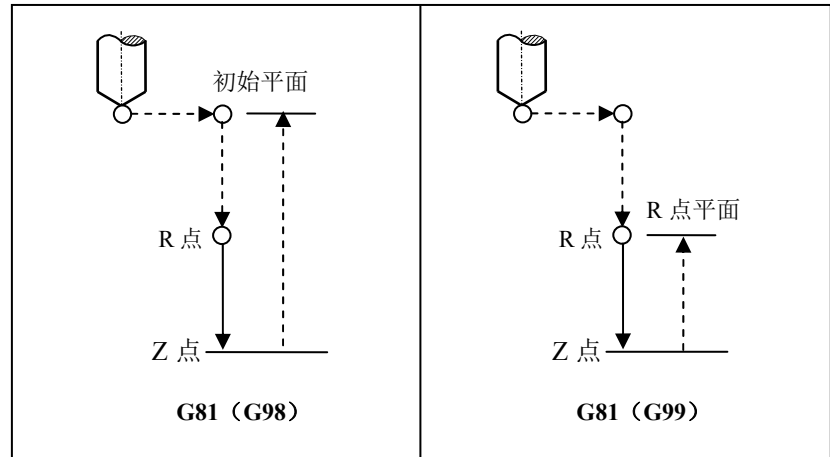 初始平面
R 点
Z 点
G81（G98）
R 点平面
R 点
Z 点
G81（G99）